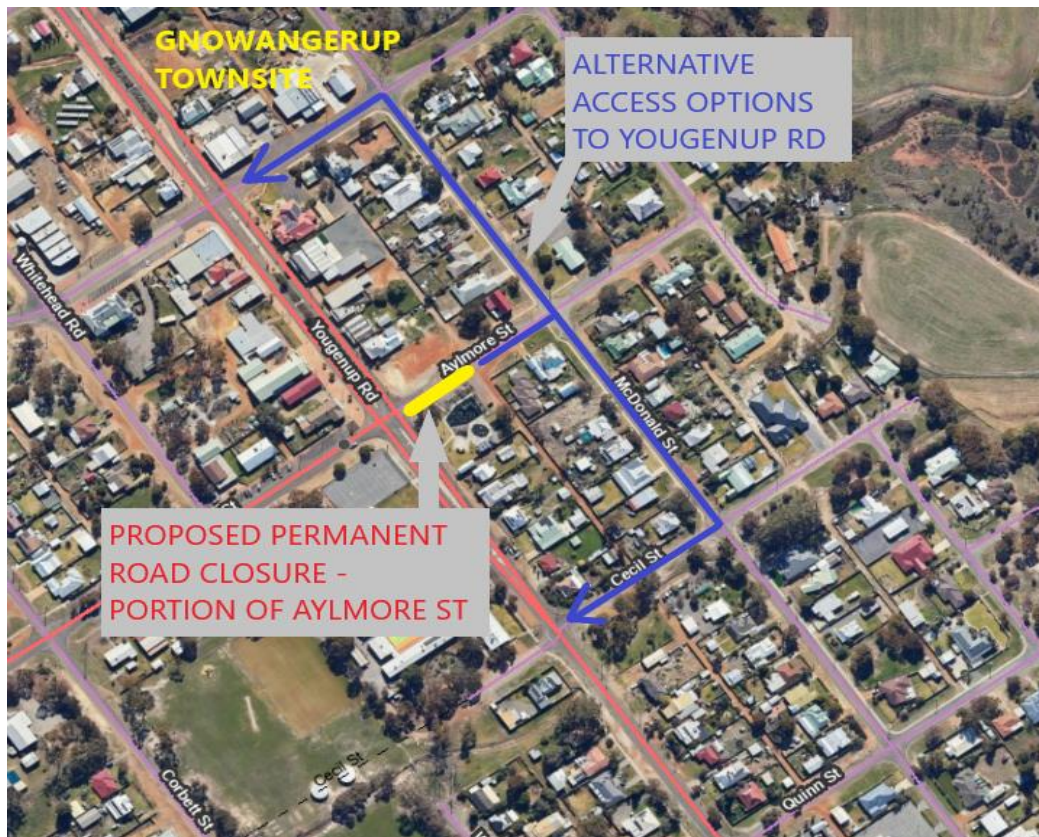 GNOWANGERUP
TOWNSITE
ALTERNATIVE
ACCESS OPTIONS
TO YOUGENUP RD
Whitehead Rd
Yougenup Rd
Aylmore St
McDonald St
St
PROPOSED PERMANENT
ROAD CLOSURE -
PORTION OF AYLMORE ST
Cecil St
Cecil St
Corbett St
Quinn St